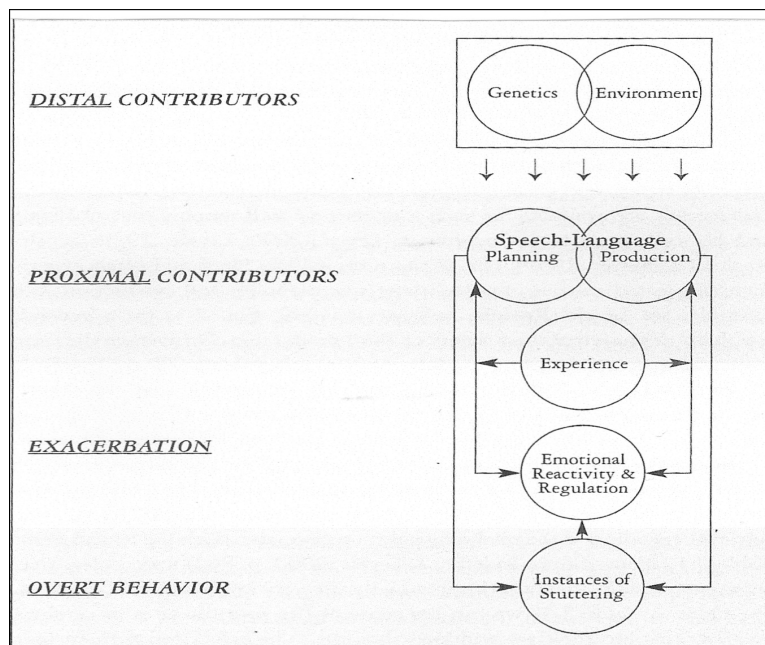 DISTAL CONTRIBUTORS
Genetics
Environment
Speech-Language
Planning
Production
PROXIMAL CONTRIBUTORS
Experience
EXACERBATION
Emotional
Reactivity &
Regulation
OVERT BEHAVIOR
Instances of
Stuttering